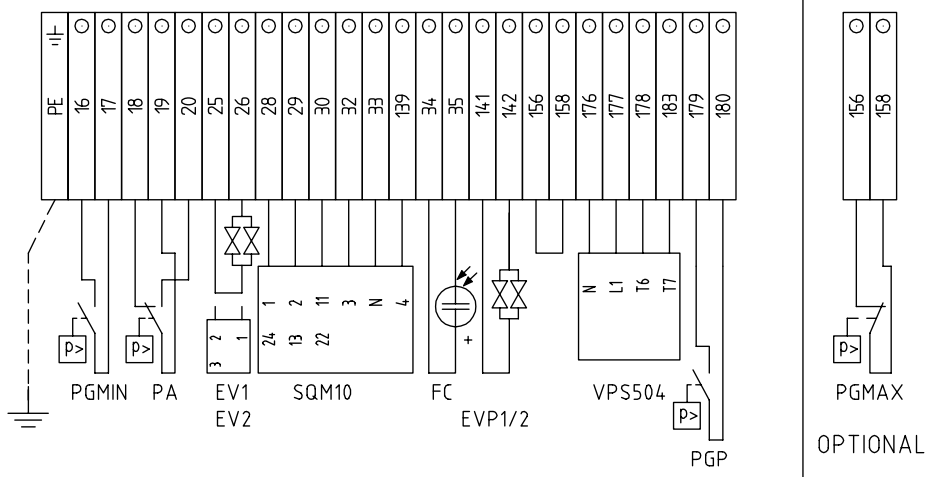 PE 16 17 18 19 20 25 26 28 29 30 32 33 139 34 35 141 142 156 158 176 177 178 183 179 180
156 158
1 2 11 3 N 4
24 13 22
N L1 T6 T7
2 1
3
+
P>
P>
P>
P>
PGMIN PA EV1 SQM10 FC VPS504 PGMAX
EV2 EVP1/2
OPTIONAL
PGP